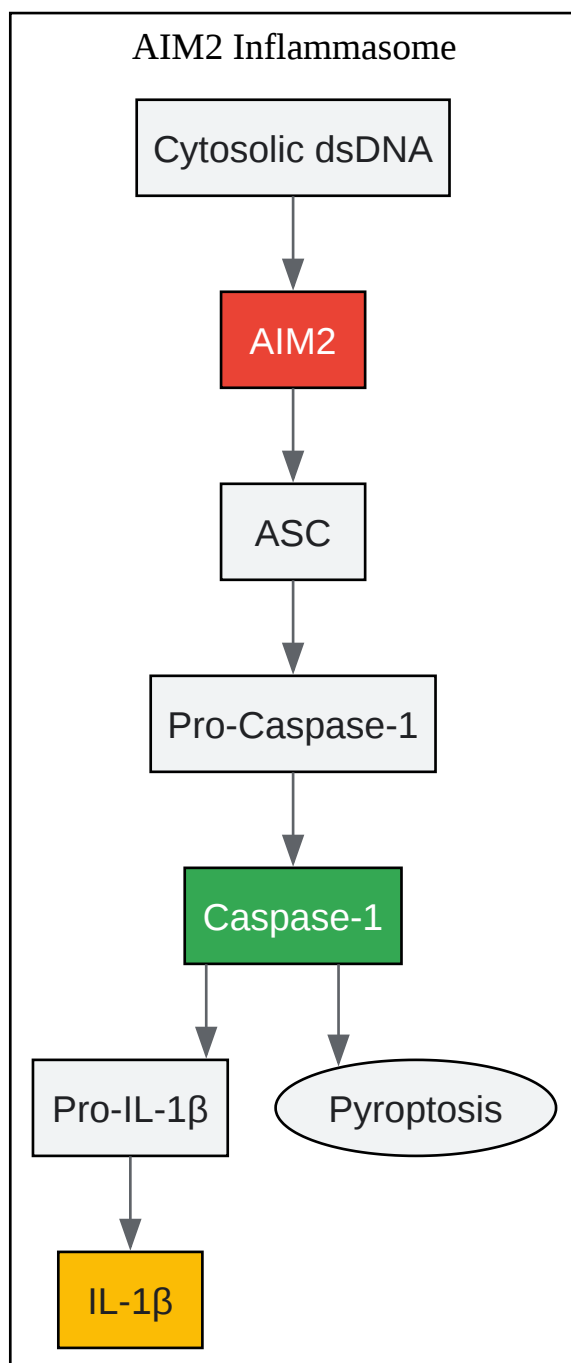 AIM2 Inflammasome
Cytosolic dsDNA
AIM2
ASC
Pro-Caspase-1
Caspase-1
Pro-IL-1β
Pyroptosis
IL-1β